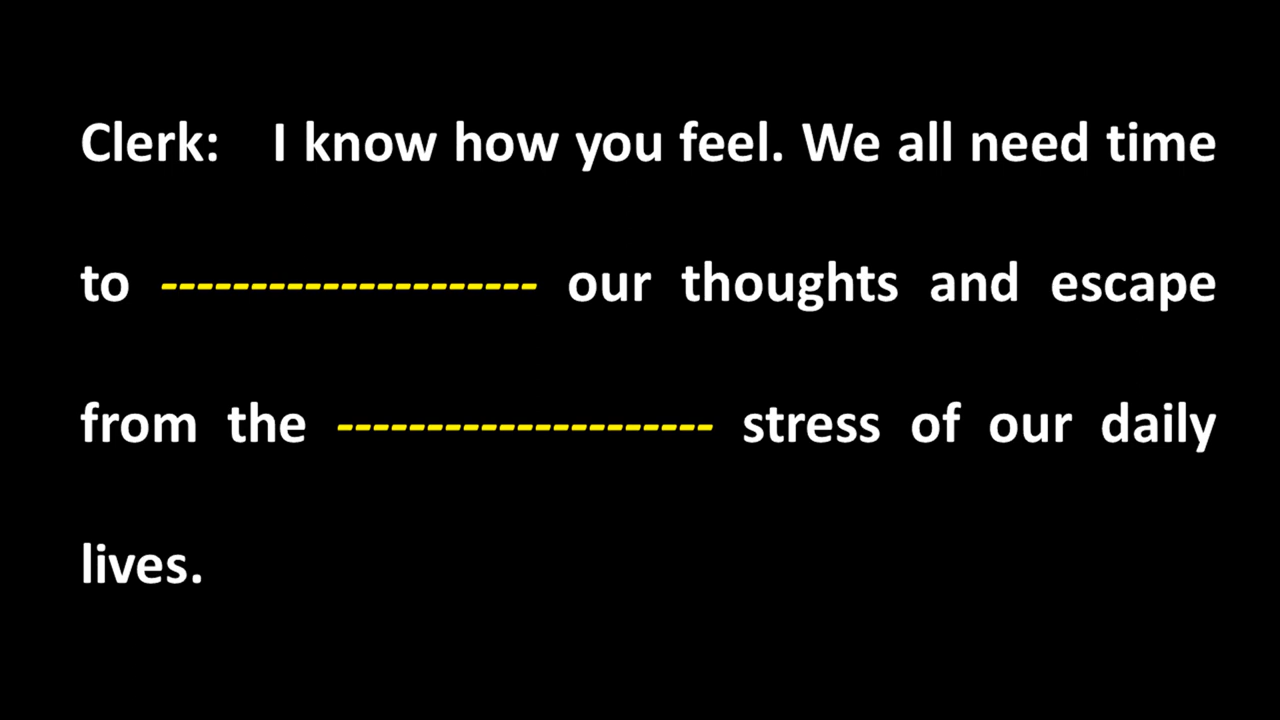 Clerk: I know how you feel. We all need time
to --------------------- our thoughts and escape
from the --------------------- stress of our daily
lives.